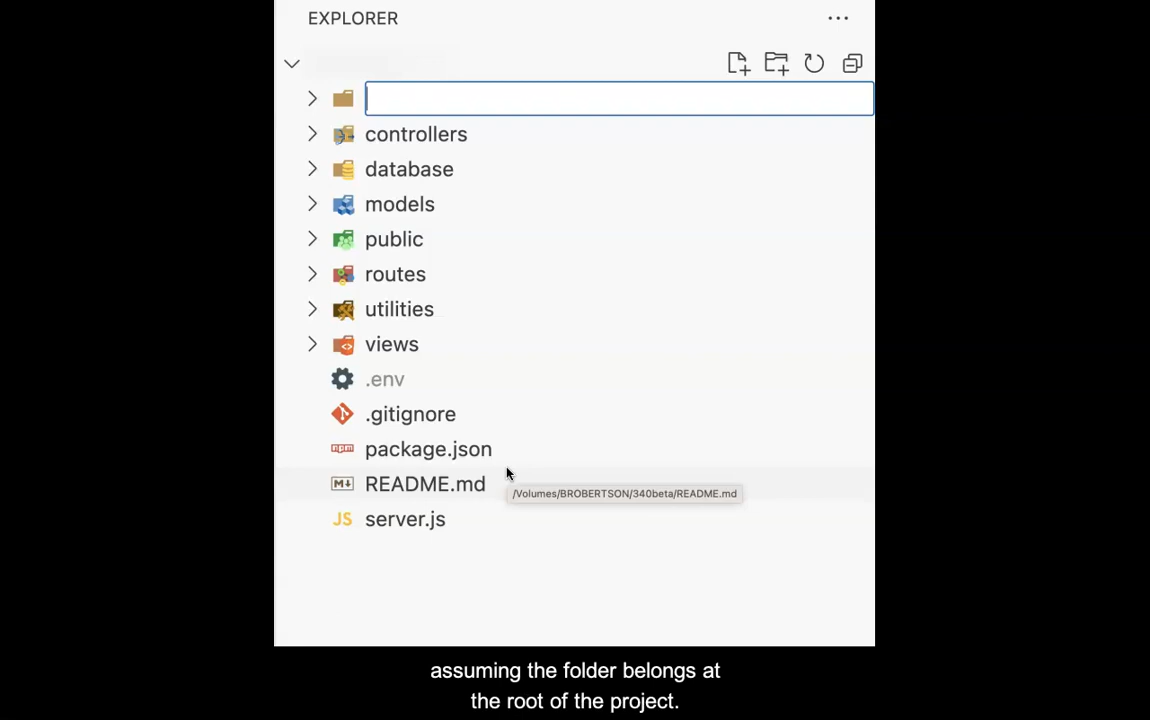 EXPLORER
controllers
database
models
public
routes
utilities
views
.env
.gitignore
package.json
README.md
/Volumes/BROBERTSON/340beta/README.md
JS server.js
assuming the folder belongs at
the root of the project.